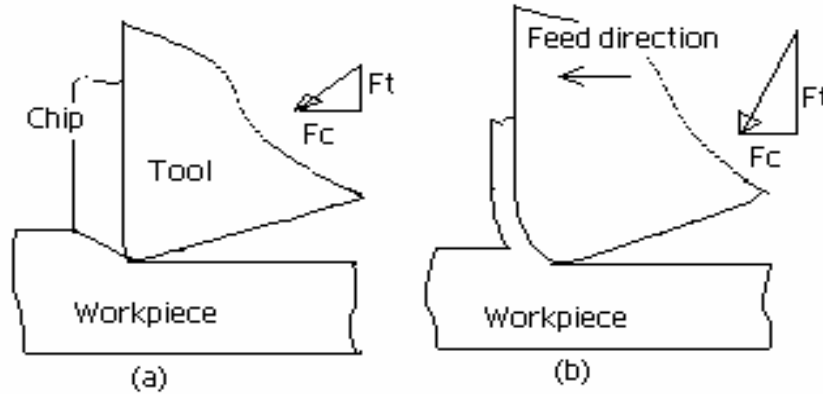 Chip
Tool
Ft
Fc
Workpiece
(a)
Feed direction
Ft
Fc
Workpiece
(b)